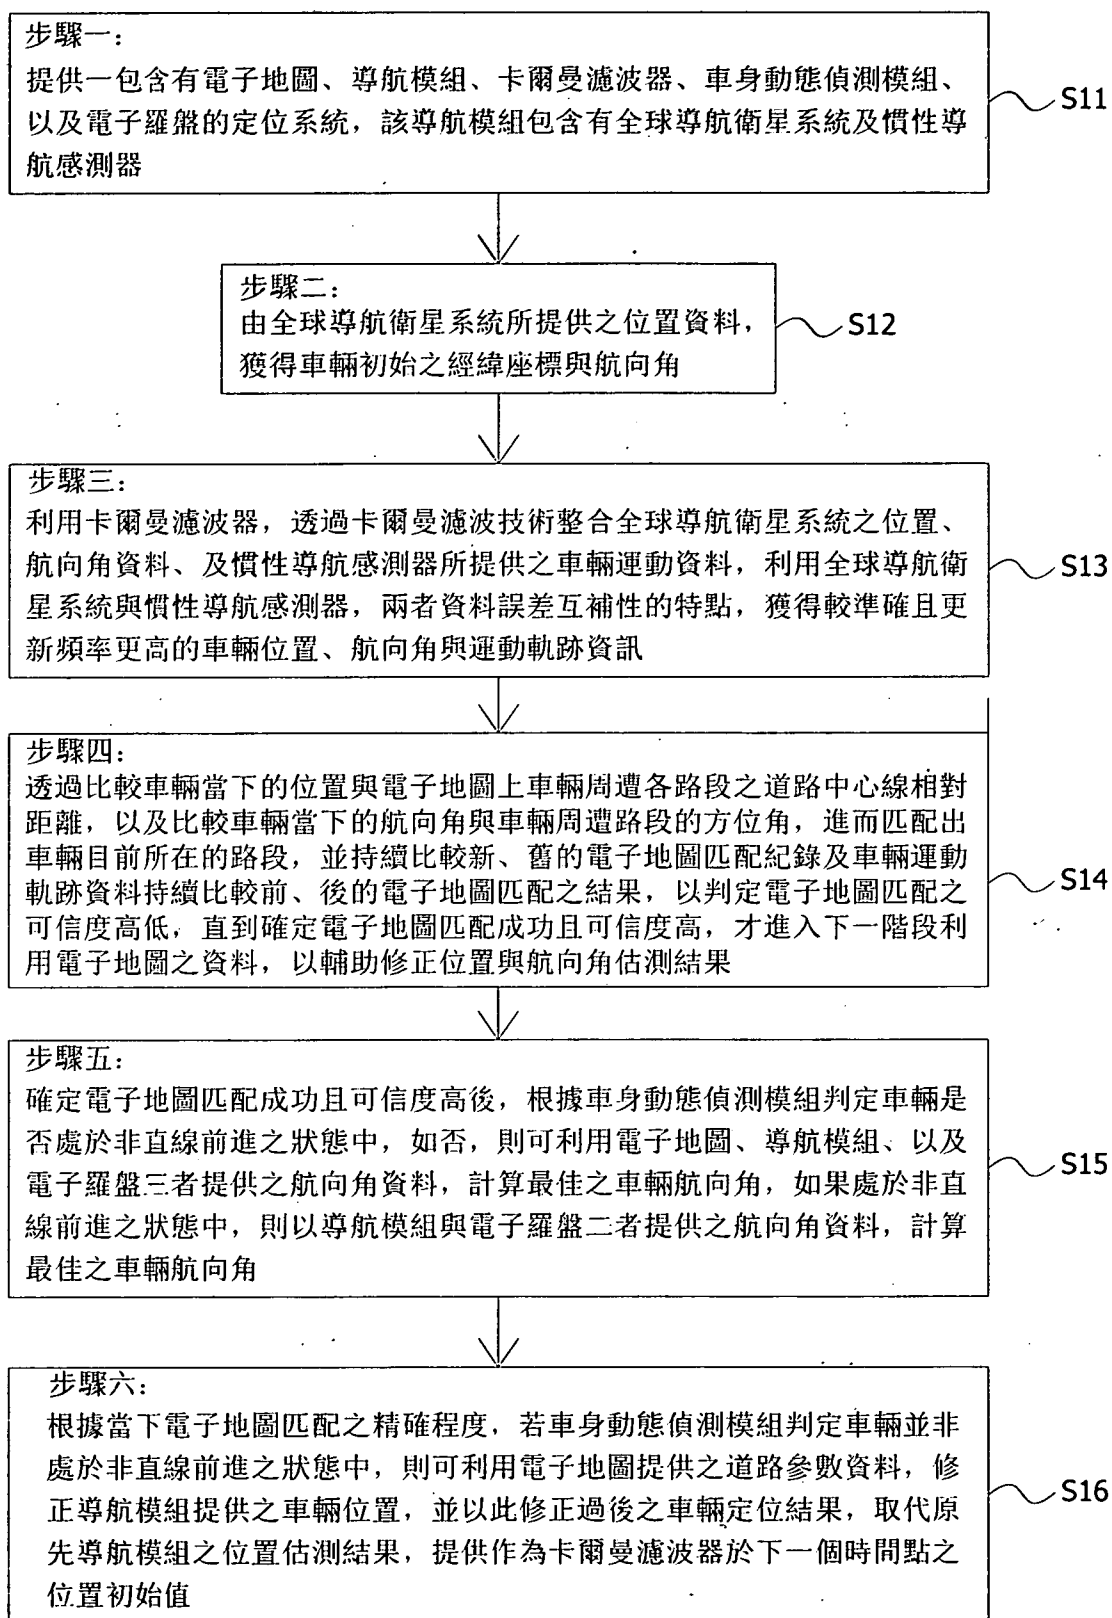 步驟一：
提供一包含有電子地圖、導航模組、卡爾曼濾波器、車身動態偵測模組、
以及電子羅盤的定位系統，該導航模組包含有全球導航衛星系統及慣性導
航感測器
S11
步驟二：
由全球導航衛星系統所提供之位置資料，
獲得車輛初始之經緯座標與航向角
S12
步驟三：
利用卡爾曼濾波器，透過卡爾曼濾波技術整合全球導航衛星系統之位置、
航向角資料、及慣性導航感測器所提供之車輛運動資料，利用全球導航衛
星系統與慣性導航感測器，兩者資料誤差互補性的特點，獲得較準確且更
新頻率更高的車輛位置、航向角與運動軌跡資訊
S13
步驟四：
透過比較車輛當下的位置與電子地圖上車輛周遭各路段之道路中心線相對
距離，以及比較車輛當下的航向角與車輛周遭路段的方位角，進而匹配出
車輛目前所在的路段，並持續比較新、舊的電子地圖匹配紀錄及車輛運動
軌跡資料持續比較前、後的電子地圖匹配之結果，以判定電子地圖匹配之
可信度高低，直到確定電子地圖匹配成功且可信度高，才進入下一階段利
用電子地圖之資料，以輔助修正位置與航向角估測結果
S14
步驟五：
確定電子地圖匹配成功且可信度高後，根據車身動態偵測模組判定車輛是
否處於非直線前進之狀態中，如否，則可利用電子地圖、導航模組、以及
電子羅盤三者提供之航向角資料，計算最佳之車輛航向角，如果處於非直
線前進之狀態中，則以導航模組與電子羅盤二者提供之航向角資料，計算
最佳之車輛航向角
S15
步驟六：
根據當下電子地圖匹配之精確程度，若車身動態偵測模組判定車輛並非
處於非直線前進之狀態中，則可利用電子地圖提供之道路參數資料，修
正導航模組提供之車輛位置，並以此修正過後之車輛定位結果，取代原
先導航模組之位置估測結果，提供作為卡爾曼濾波器於下一個時間點之
位置初始值
S16